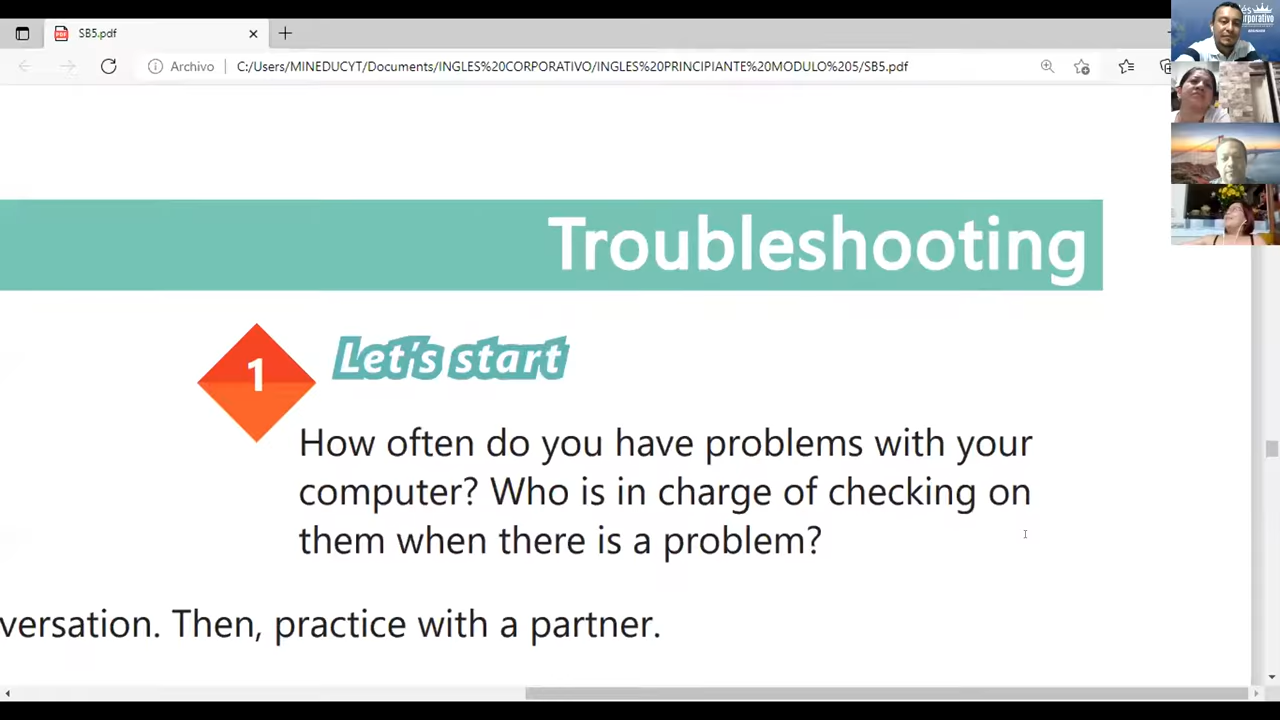 SB5.pdf
Archivo
C:/Users/MINEDUCYT/Documents/INGLES%20CORPORATIVO/INGLES%20PRINCIPIANTE%20MODULO%205/SB5.pdf
Troubleshooting
1
Let's start
How often do you have problems with your
computer? Who is in charge of checking on
them when there is a problem?
versation. Then, practice with a partner.